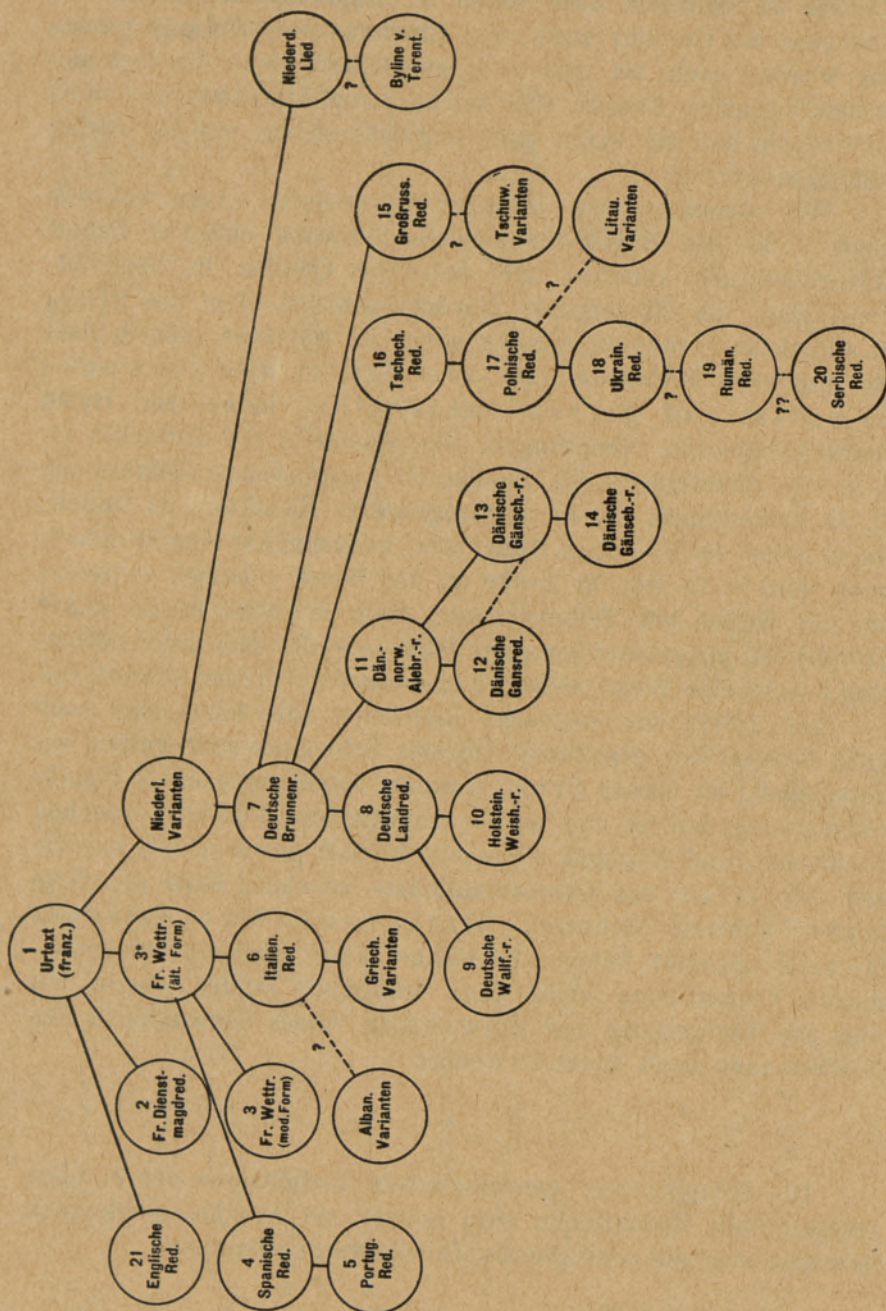 1
Urtext
(franz.)
21
Englische
Red.
2
Fr. Dienst-
magdred.
3*
Fr. Wettr.
(ält. Form)
Niederl.
Varianten
Niederd.
Lied
?
Byline v.
Terent.
4
Spanische
Red.
3
Fr. Wettr.
(mod. Form)
6
Italien.
Red.
7
Deutsche
Brunnenr.
5
Portug.
Red.
?
Alban.
Varianten
Griech.
Varianten
8
Deutsche
Landred.
11
Dän.-
norw.
Alebr.-r.
16
Tschech.
Red.
15
Großruss.
Red.
?
Tschuw.
Varianten
9
Deutsche
Wallf.-r.
10
Holstein.
Weish.-r.
12
Dänische
Gansred.
13
Dänische
Gänsch.-r.
14
Dänische
Gänseb.-r.
17
Polnische
Red.
?
Litau.
Varianten
18
Ukrain.
Red.
?
19
Rumän.
Red.
??
20
Serbische
Red.